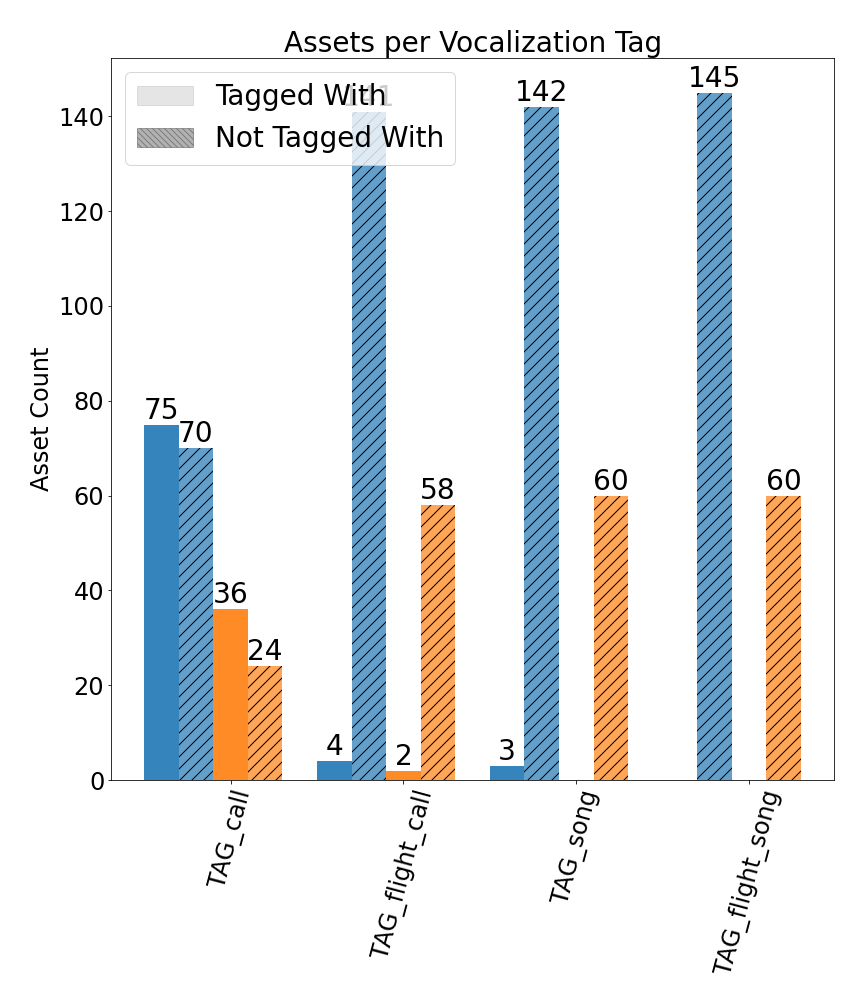 Assets per Vocalization Tag
Tagged With
Not Tagged With
141
142
145
140
120
100
80
60
40
20
0
Asset Count
75
70
36
24
4
2
58
3
60
60
TAG_call
TAG_flight_call
TAG_song
TAG_flight_song